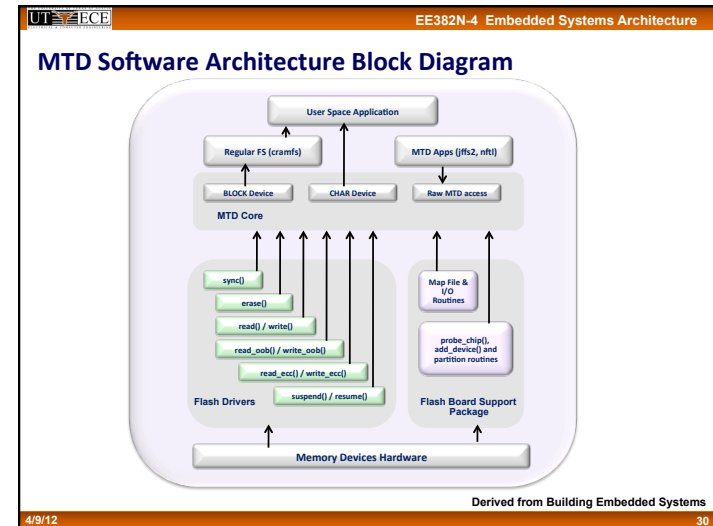 UT ECE
EE382N-4 Embedded Systems Architecture
MTD Software Architecture Block Diagram
User Space Application
Regular FS (cramfs)
MTD Apps (jffs2, nftl)
BLOCK Device
CHAR Device
Raw MTD access
MTD Core
sync()
erase()
read() / write()
read_oob() / write_oob()
read_ecc() / write_ecc()
suspend() / resume()
Flash Drivers
Map File &
I/O
Routines
probe_chip(),
add_device() and
partition routines
Flash Board Support
Package
Memory Devices Hardware
Derived from Building Embedded Systems
4/9/12
30